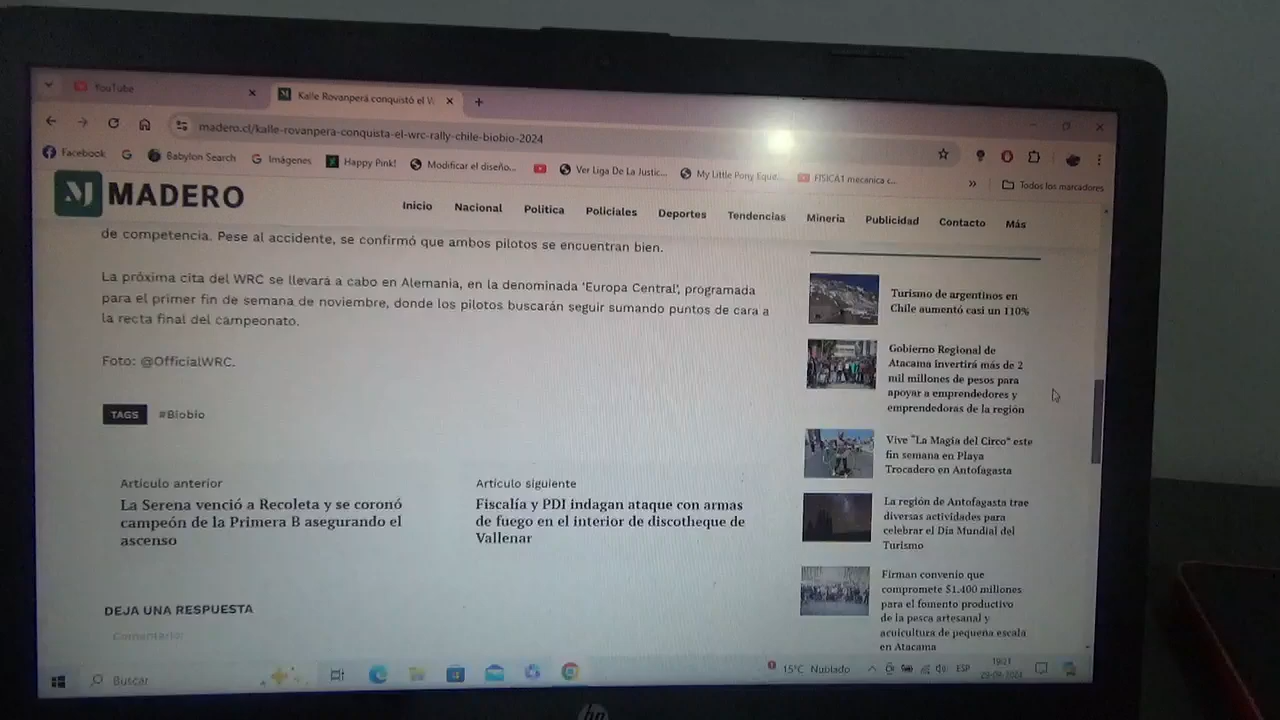 YouTube
Kalle Rovanperä conquistó el
madero.cl/kalle-rovanpera-conquista-el-wrc-rally-chile-biobio-2024
Facebook
Babylon Search
Imágenes
Happy Pink!
Modificar el diseño...
Ver Liga De La Justic...
My Little Pony Eque...
FISICA1 mecanica c...
Todos los marcadores
MADERO
Inicio Nacional Política Policiales Deportes Tendencias Minería Publicidad Contacto Más
de competencia. Pese al accidente, se confirmó que ambos pilotos se encuentran bien.
La próxima cita del WRC se llevará a cabo en Alemania, en la denominada ‘Europa Central’, programada
para el primer fin de semana de noviembre, donde los pilotos buscarán seguir sumando puntos de cara a
la recta final del campeonato.
Foto: @OfficialWRC.
TAGS #Biobío
Artículo anterior
La Serena venció a Recoleta y se coronó
campeón de la Primera B asegurando el
ascenso
Artículo siguiente
Fiscalía y PDI indagan ataque con armas
de fuego en el interior de discotheque de
Vallenar
DEJA UNA RESPUESTA
Comentario:
Turismo de argentinos en
Chile aumentó casi un 110%
Gobierno Regional de
Atacama invertirá más de 2
mil millones de pesos para
apoyar a emprendedores y
emprendedoras de la región
Vive “La Magia del Circo” este
fin semana en Playa
Trocadero en Antofagasta
La región de Antofagasta trae
diversas actividades para
celebrar el Día Mundial del
Turismo
Firman convenio que
compromete $1.400 millones
para el fomento productivo
de la pesca artesanal y
acuicultura de pequeña escala
en Atacama
Buscar
15°C Nublado
ESP
19:21
29-09-2024
hp